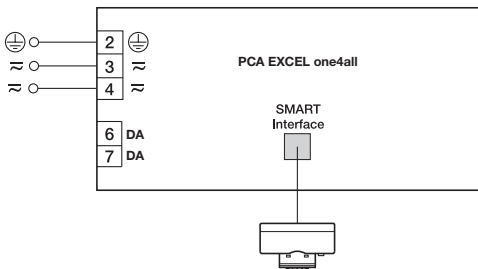 2
PCA EXCEL one4all
3
4
SMART
Interface
6 DA
7 DA